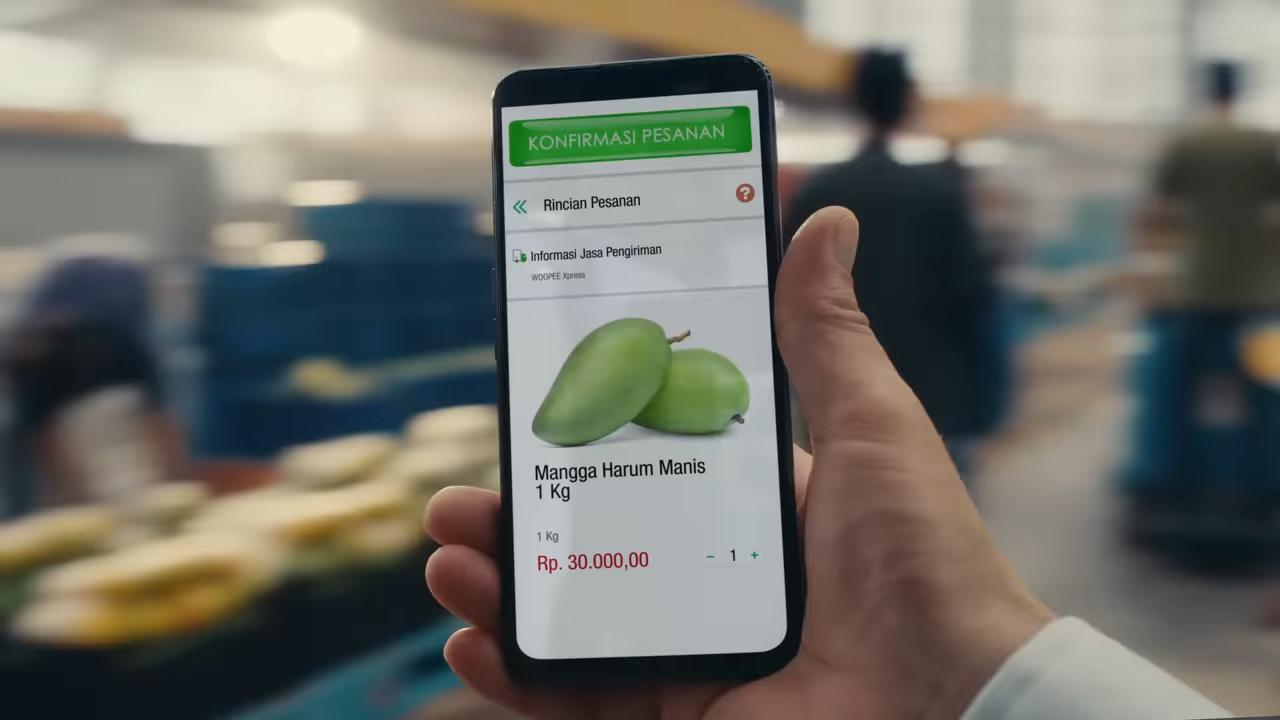 KONFIRMASI PESANAN
Rincian Pesanan
?
Informasi Jasa Pengiriman
WOOPEE Xpress
Mangga Harum Manis
1 Kg
1 Kg
Rp. 30.000,00
- 1 +